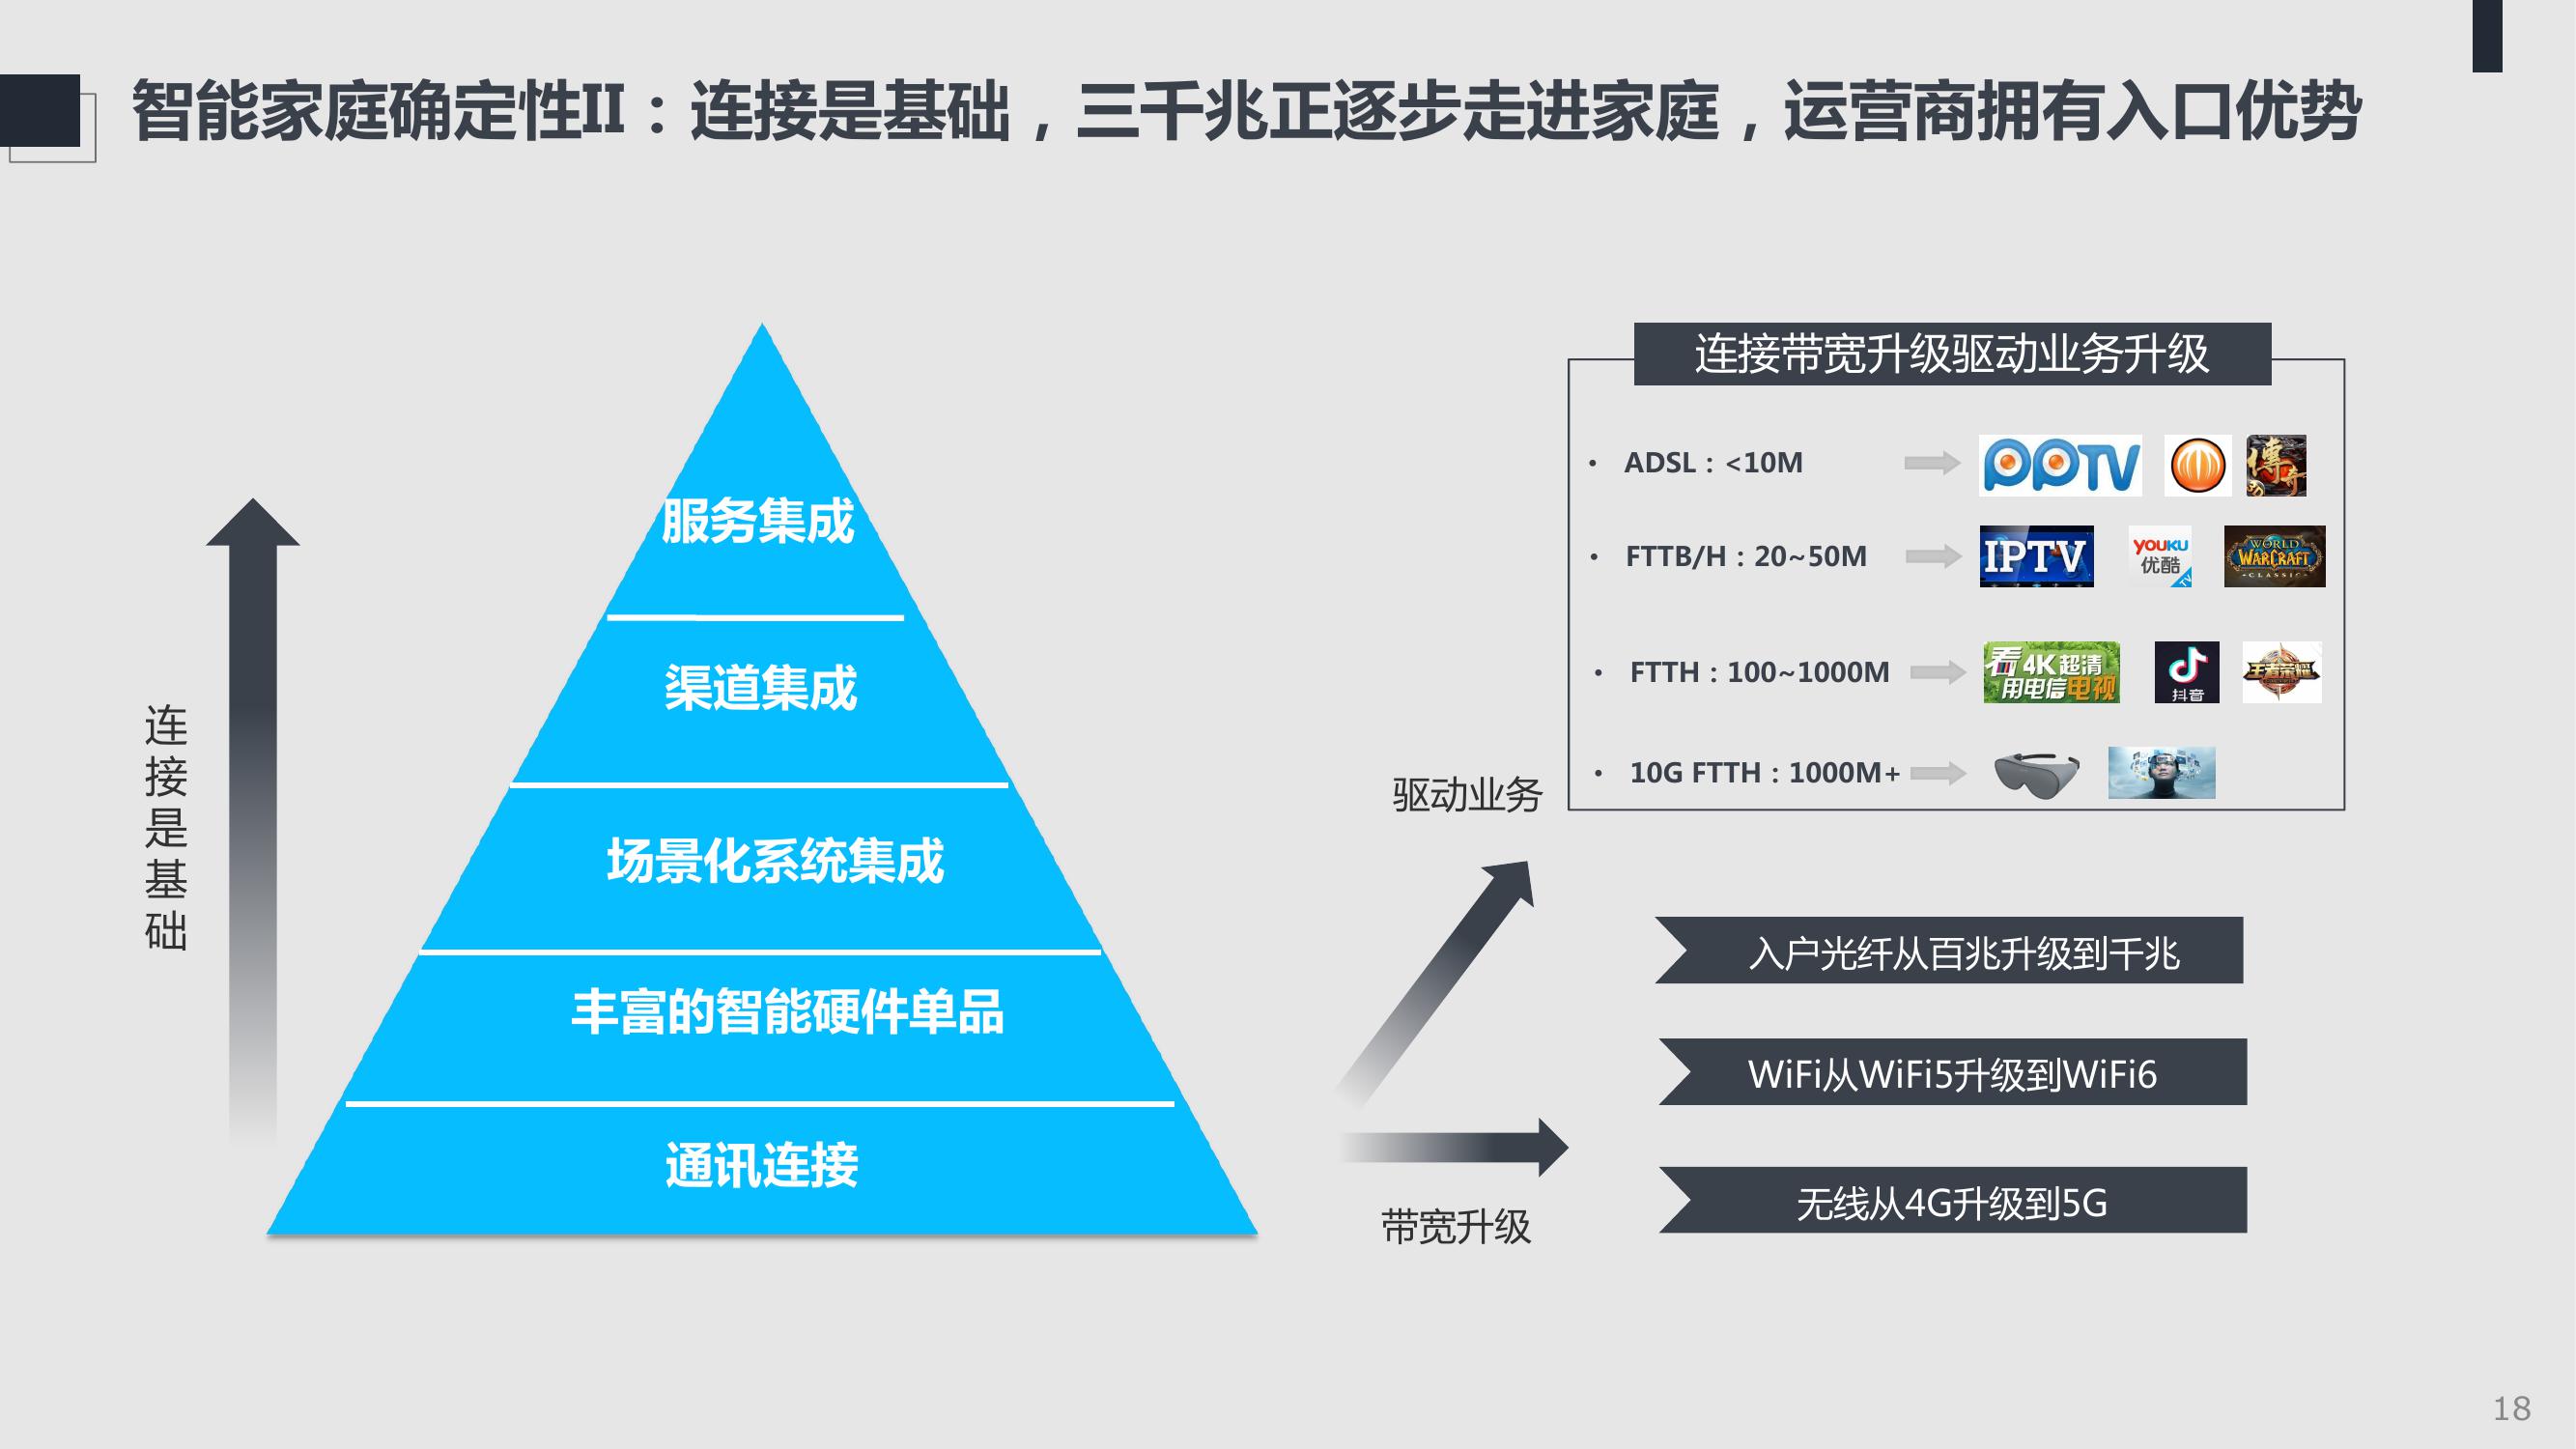 智能家庭确定性II：连接是基础，三千兆正逐步走进家庭，运营商拥有入口优势
连接是基础
服务集成
渠道集成
场景化系统集成
丰富的智能硬件单品
通讯连接
驱动业务
带宽升级
连接带宽升级驱动业务升级
• ADSL：<10M
PPTV
傳奇
• FTTB/H：20~50M
IPTV
YOUKU
优酷
TV
WORLD
WARCRAFT
CLASSIC
• FTTH：100~1000M
看4K超清
用电信电视
抖音
王者荣耀
• 10G FTTH：1000M+
入户光纤从百兆升级到千兆
WiFi从WiFi5升级到WiFi6
无线从4G升级到5G
18